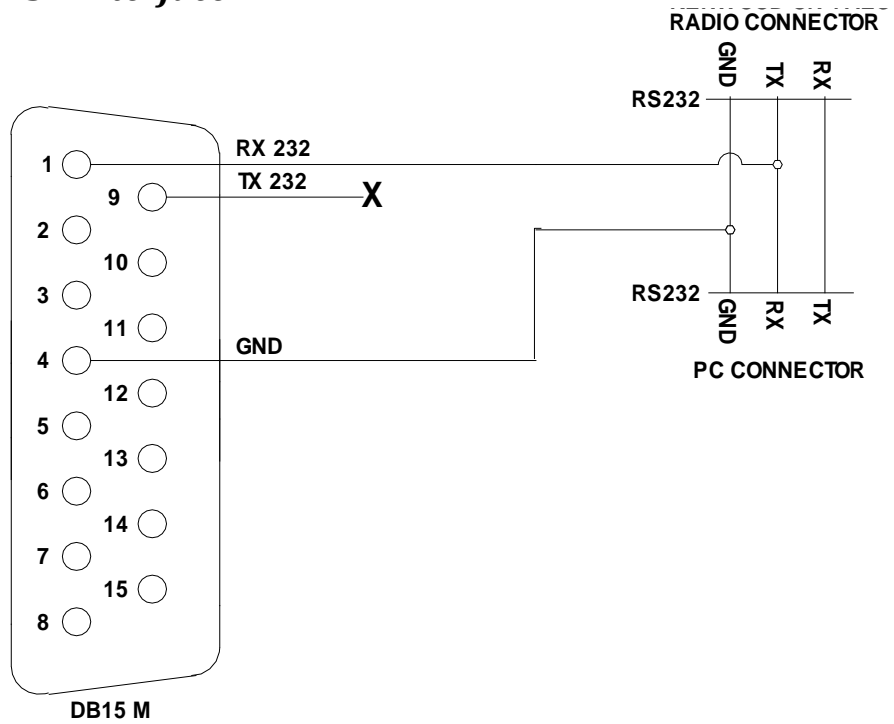 RADIO CONNECTOR
GND TX RX
RS232
1 RX 232
9 TX 232 X
2
10
3
RS232
11
GND RX TX
4 GND
PC CONNECTOR
12
5
13
6
14
7
15
8
DB15 M